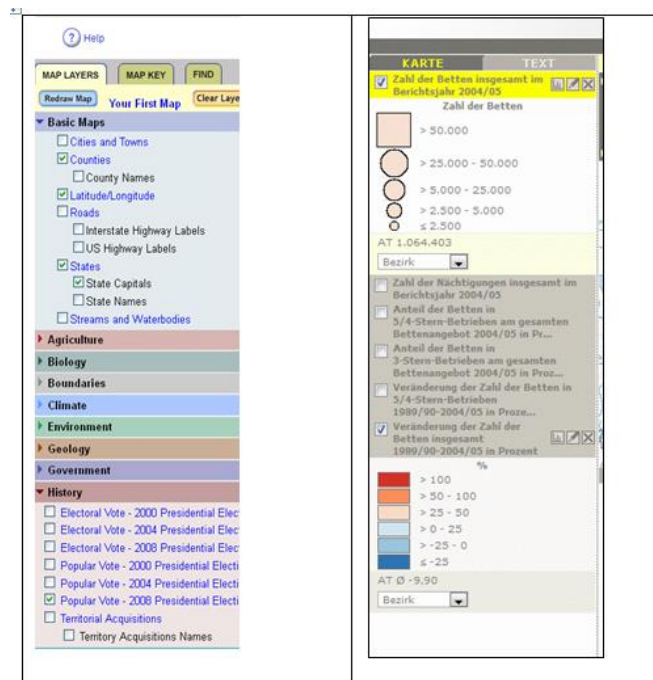 Help
MAP LAYERS MAP KEY FIND
Redraw Map Your First Map Clear Laye
Basic Maps
Cities and Towns
Counties
County Names
Latitude/Longitude
Roads
Interstate Highway Labels
US Highway Labels
States
State Capitals
State Names
Streams and Waterbodies
Agriculture
Biology
Boundaries
Climate
Environment
Geology
Government
History
Electoral Vote - 2000 Presidential Elec
Electoral Vote - 2004 Presidential Elec
Electoral Vote - 2008 Presidential Elec
Popular Vote - 2000 Presidential Electi
Popular Vote - 2004 Presidential Electi
Popular Vote - 2008 Presidential Electi
Territorial Acquisitions
Territory Acquisitions Names
KARTE TEXT
Zahl der Betten insgesamt im
Berichtsjahr 2004/05
Zahl der Betten
> 50.000
> 25.000 - 50.000
> 5.000 - 25.000
> 2.500 - 5.000
≤ 2.500
AT 1.064.403
Bezirk
Zahl der Nächtigungen insgesamt im
Berichtsjahr 2004/05
Anteil der Betten in
5/4-Stern-Betrieben am gesamten
Bettenangebot 2004/05 in Pr...
Anteil der Betten in
3-Stern-Betrieben am gesamten
Bettenangebot 2004/05 in Proz...
Veränderung der Zahl der Betten in
5/4-Stern-Betrieben
1989/90-2004/05 in Proze...
Veränderung der Zahl der
Betten insgesamt
1989/90-2004/05 in Prozent
%
> 100
> 50 - 100
> 25 - 50
> 0 - 25
> -25 - 0
≤ -25
AT Ø -9.90
Bezirk